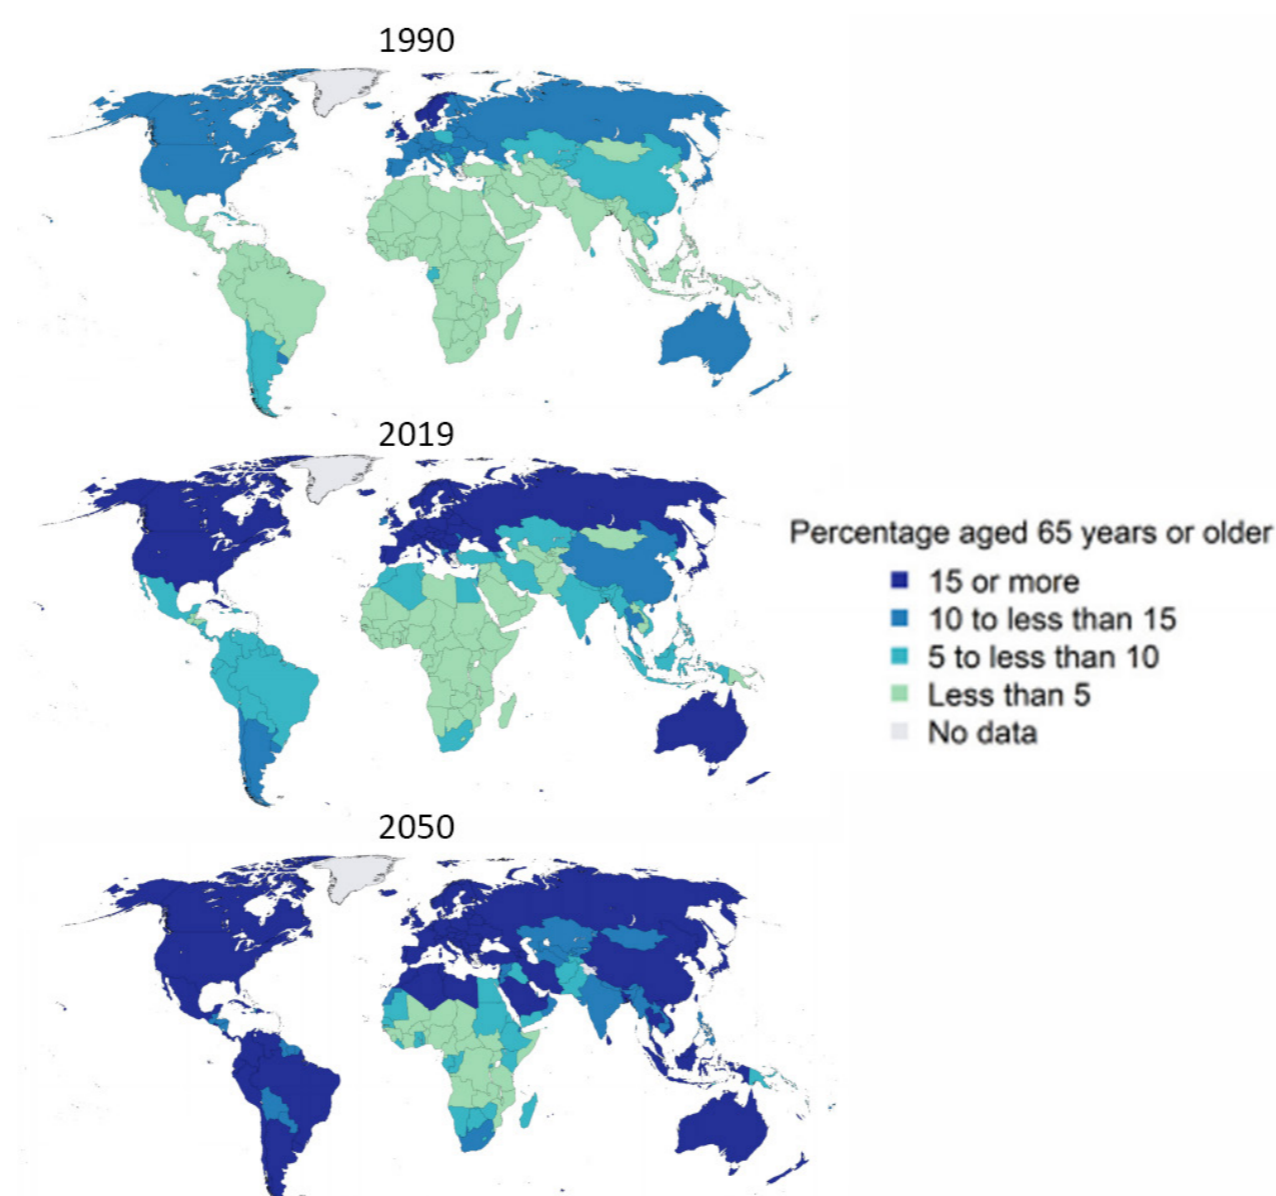 1990
2019
Percentage aged 65 years or older
15 or more
10 to less than 15
5 to less than 10
Less than 5
No data
2050